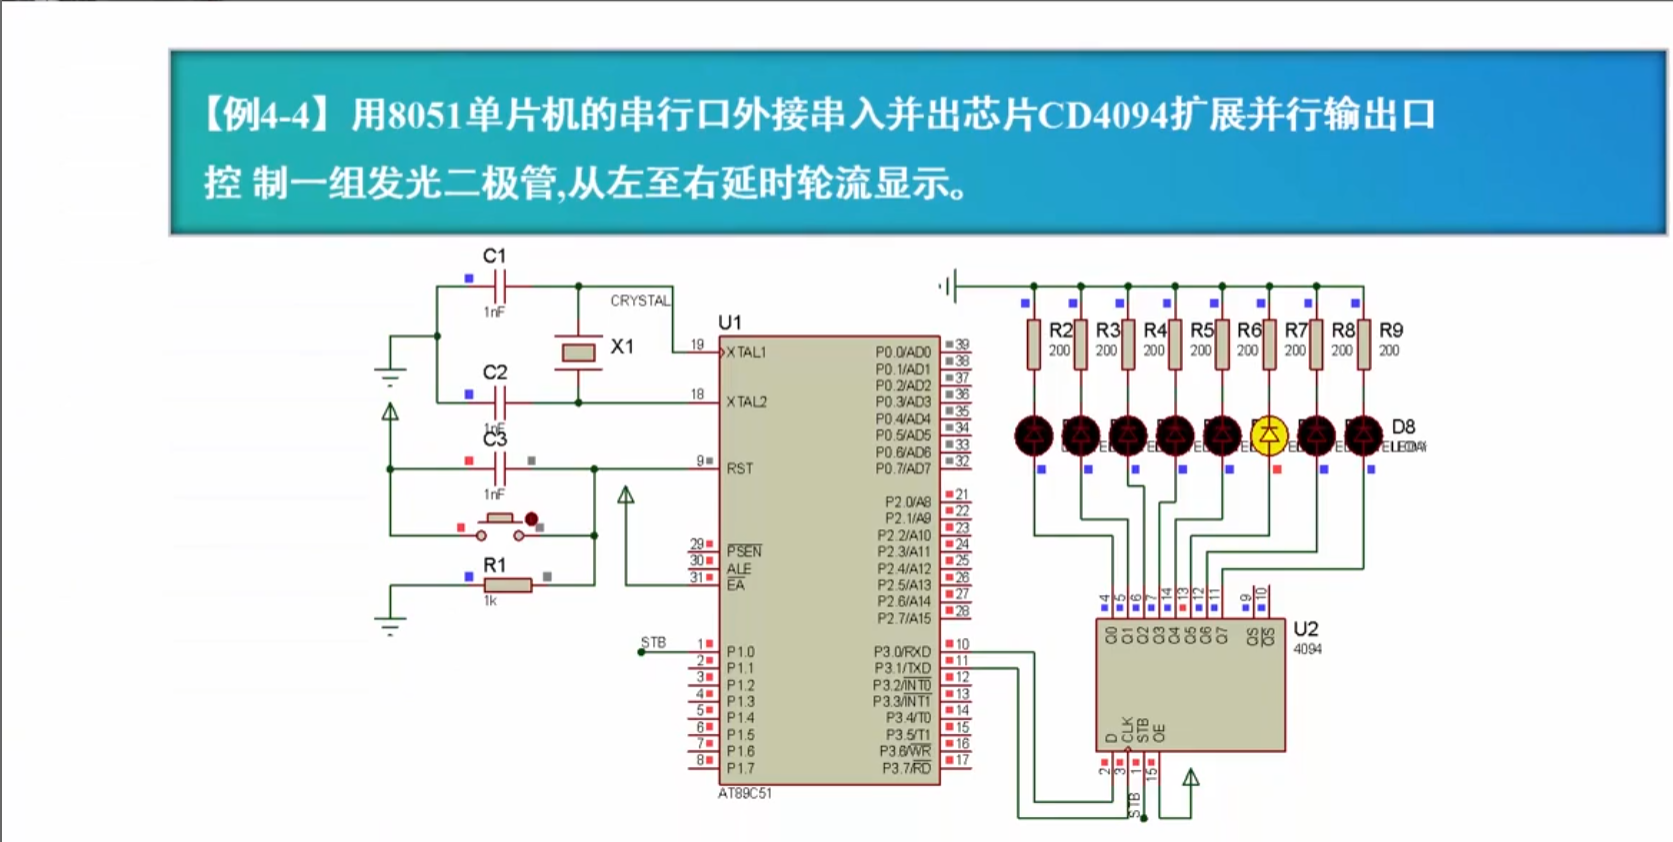 【例4-4】用8051单片机的串行口外接串入并出芯片CD4094扩展并行输出口
控 制一组发光二极管,从左至右延时轮流显示。
C1
1nF
CRYSTAL
X1
C2
1nF
C3
1nF
R1
1k
STB
U1
19 XTAL1
18 XTAL2
9 RST
29 PSEN
30 ALE
31 EA
1 P1.0
2 P1.1
3 P1.2
4 P1.3
5 P1.4
6 P1.5
7 P1.6
8 P1.7
P0.0/AD0 39
P0.1/AD1 38
P0.2/AD2 37
P0.3/AD3 36
P0.4/AD4 35
P0.5/AD5 34
P0.6/AD6 33
P0.7/AD7 32
P2.0/A8 21
P2.1/A9 22
P2.2/A10 23
P2.3/A11 24
P2.4/A12 25
P2.5/A13 26
P2.6/A14 27
P2.7/A15 28
P3.0/RXD 10
P3.1/TXD 11
P3.2/INT0 12
P3.3/INT1 13
P3.4/T0 14
P3.5/T1 15
P3.6/WR 16
P3.7/RD 17
AT89C51
R2 R3 R4 R5 R6 R7 R8 R9
200 200 200 200 200 200 200 200
D8
4 5 6 7 14 13 12 11 9 10
Q0 Q1 Q2 Q3 Q4 Q5 Q6 Q7 QS QS
U2
4094
D CLK STB OE
2 3 1 15
STB